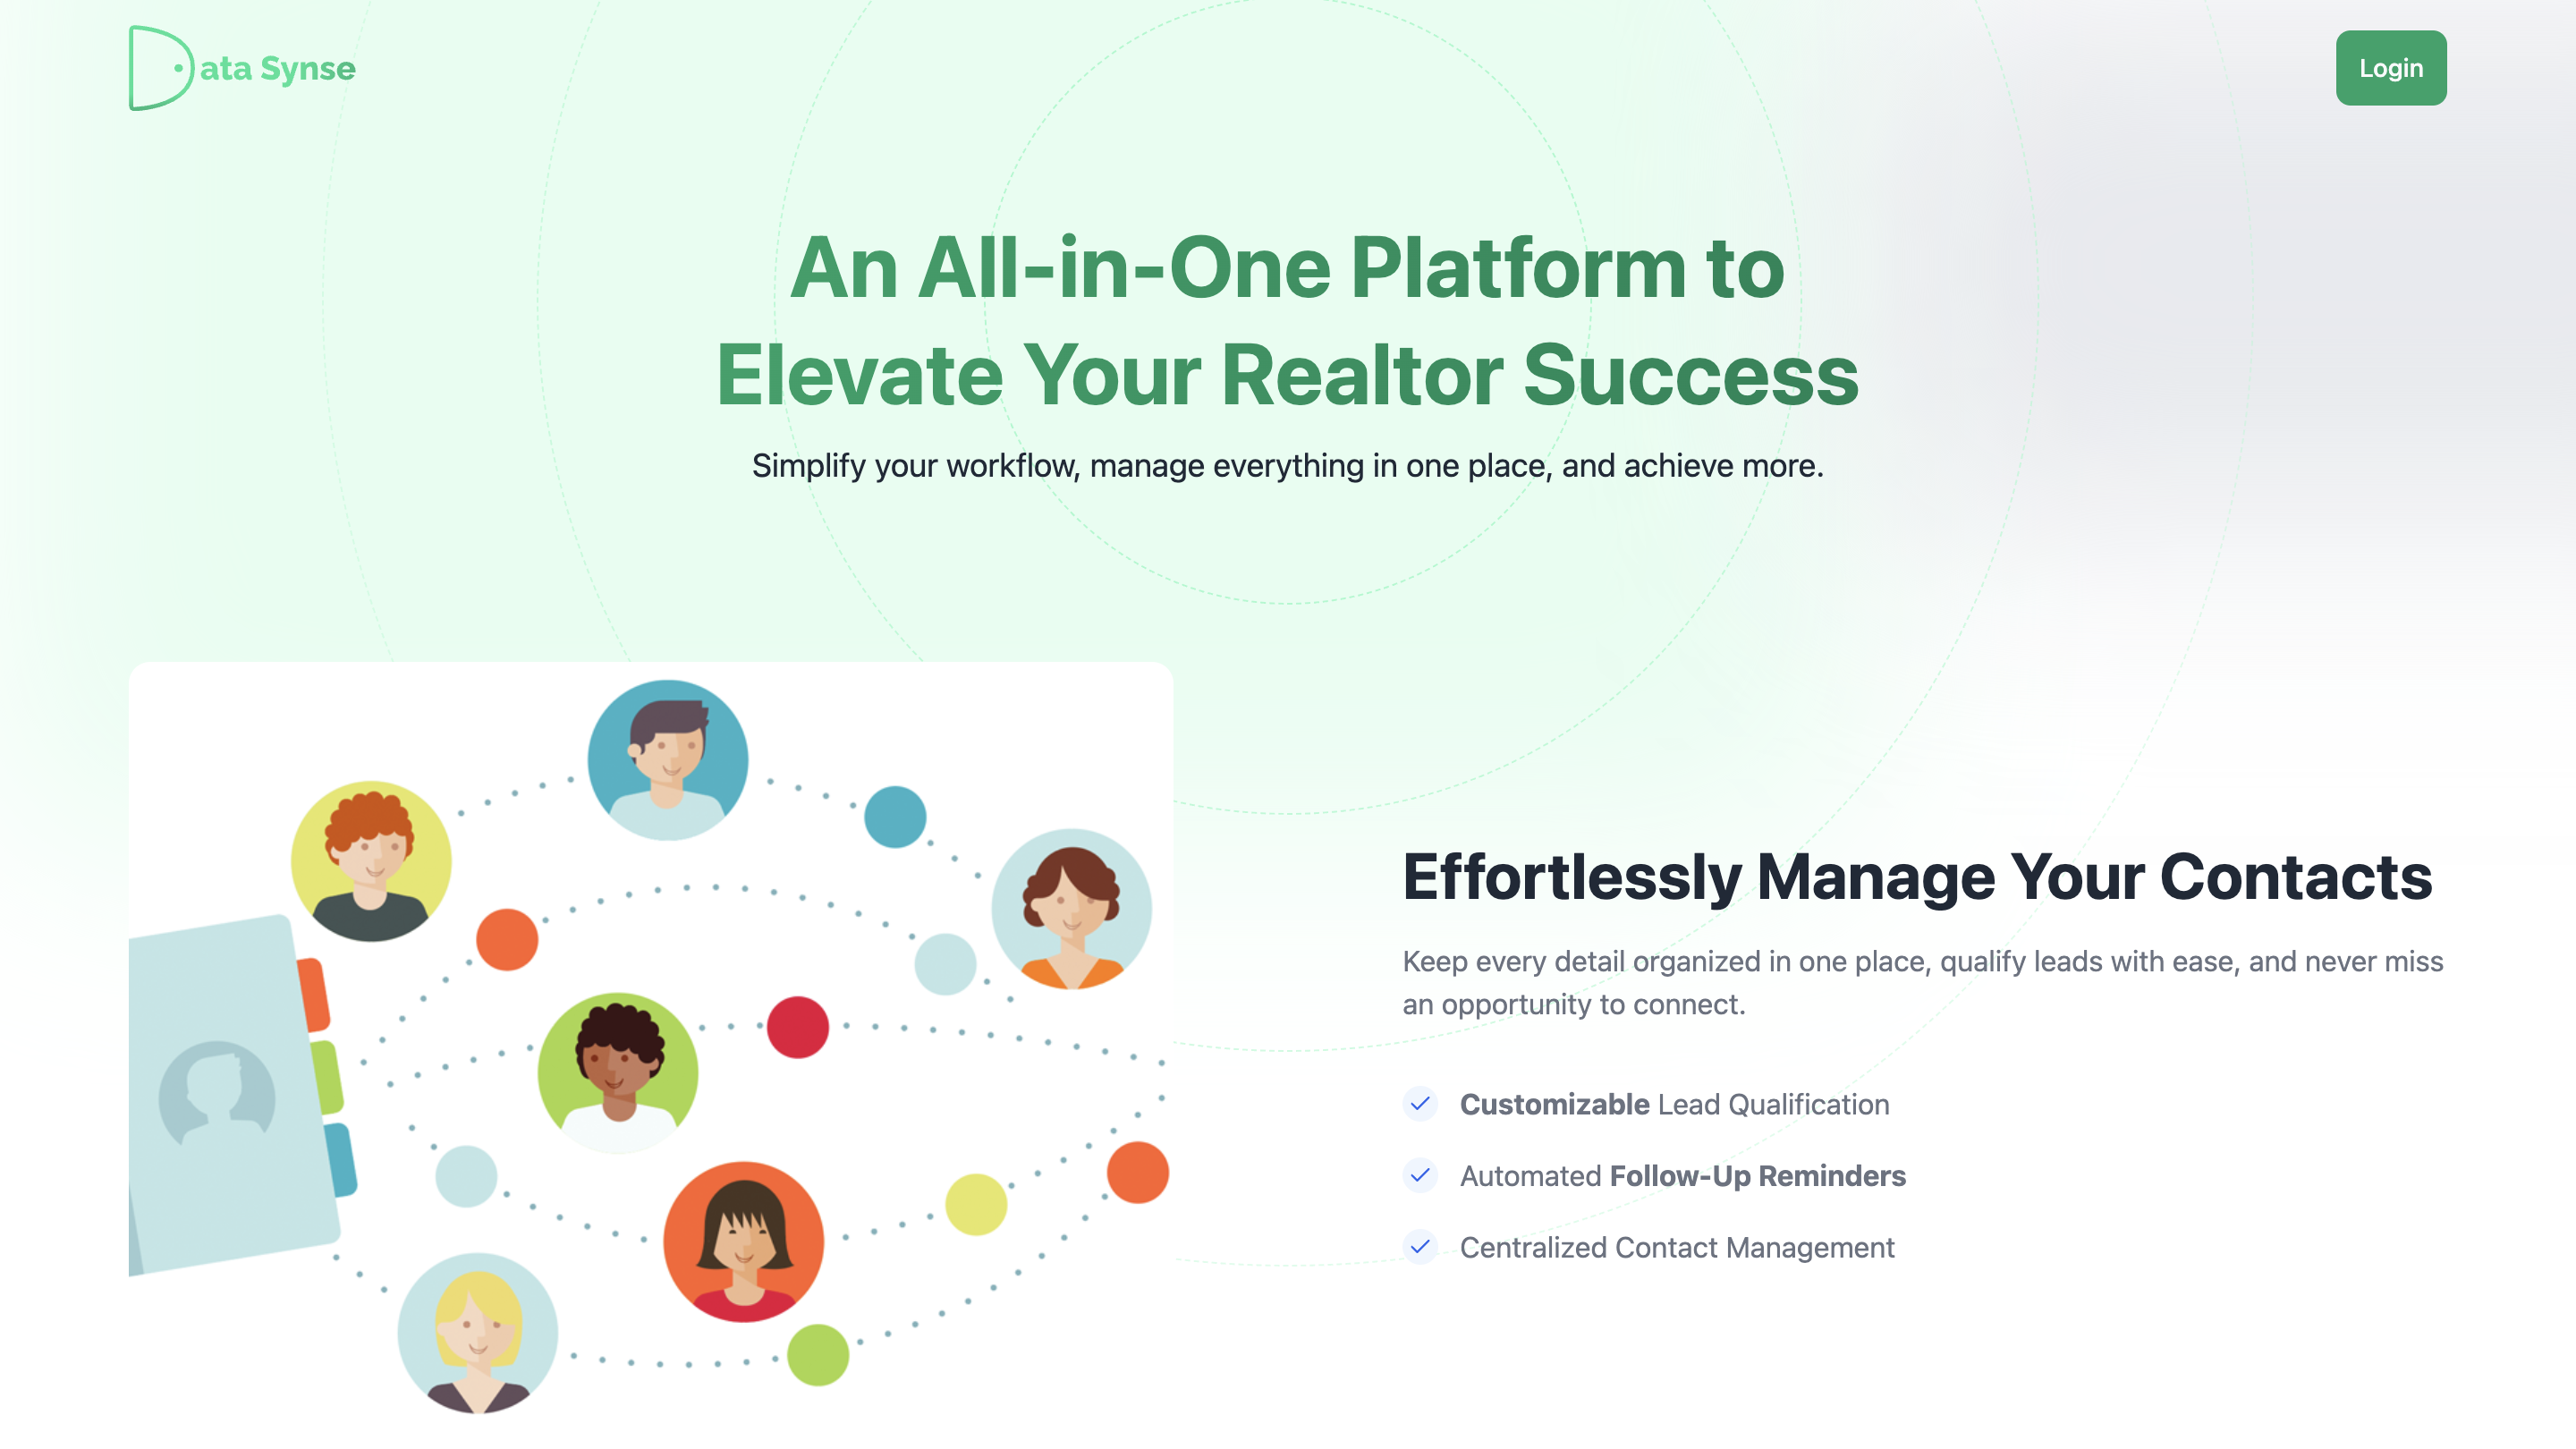 Data Synse
Login
An All-in-One Platform to
Elevate Your Realtor Success
Simplify your workflow, manage everything in one place, and achieve more.
Effortlessly Manage Your Contacts
Keep every detail organized in one place, qualify leads with ease, and never miss
an opportunity to connect.
Customizable Lead Qualification
Automated Follow-Up Reminders
Centralized Contact Management